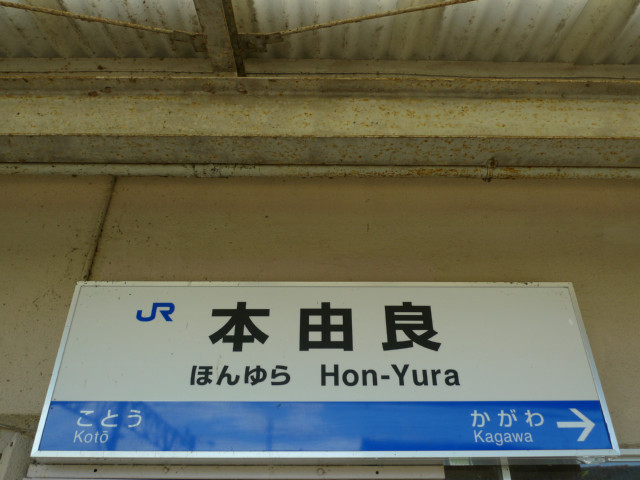 JR 本由良
ほんゆら Hon-Yura
ことう かがわ →
Kotō Kagawa